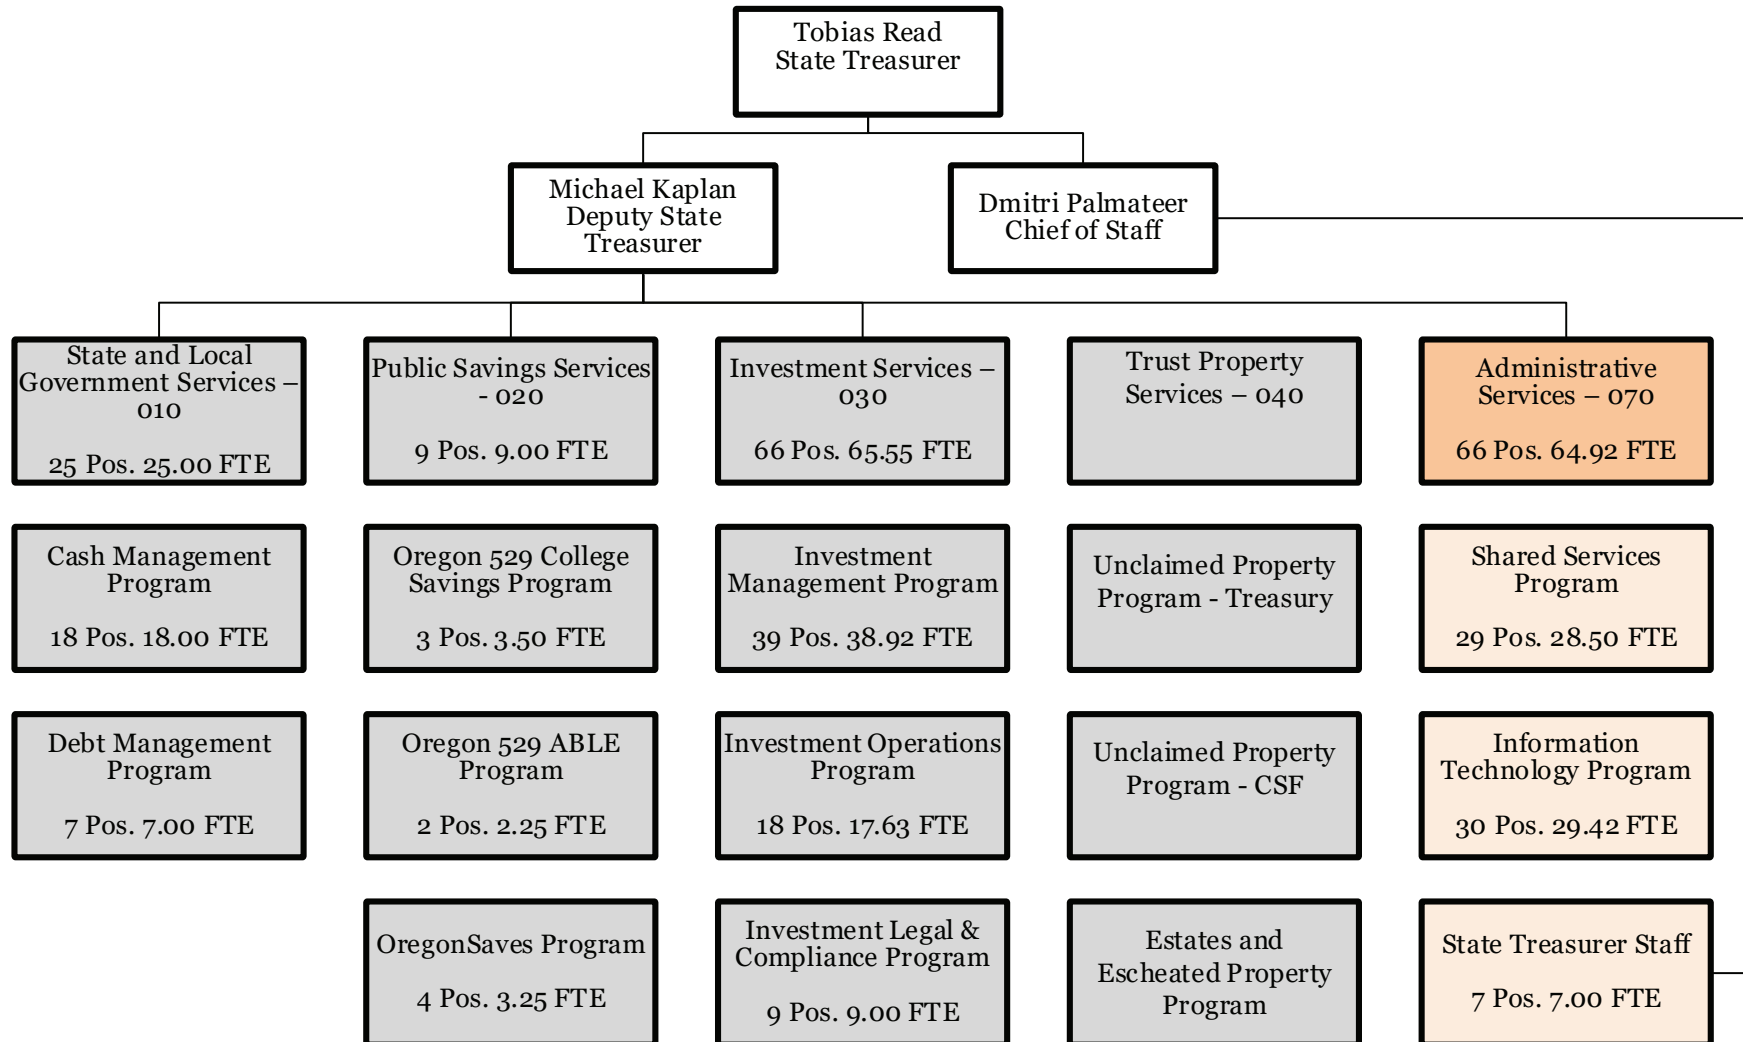 Tobias Read
State Treasurer
Michael Kaplan
Deputy State
Treasurer
Dmitri Palmateer
Chief of Staff
State and Local
Government Services –
010
25 Pos. 25.00 FTE
Public Savings Services
- 020
9 Pos. 9.00 FTE
Investment Services –
030
66 Pos. 65.55 FTE
Trust Property
Services – 040
Administrative
Services – 070
66 Pos. 64.92 FTE
Cash Management
Program
18 Pos. 18.00 FTE
Oregon 529 College
Savings Program
3 Pos. 3.50 FTE
Investment
Management Program
39 Pos. 38.92 FTE
Unclaimed Property
Program - Treasury
Shared Services
Program
29 Pos. 28.50 FTE
Debt Management
Program
7 Pos. 7.00 FTE
Oregon 529 ABLE
Program
2 Pos. 2.25 FTE
Investment Operations
Program
18 Pos. 17.63 FTE
Unclaimed Property
Program - CSF
Information
Technology Program
30 Pos. 29.42 FTE
OregonSaves Program
4 Pos. 3.25 FTE
Investment Legal &
Compliance Program
9 Pos. 9.00 FTE
Estates and
Escheated Property
Program
State Treasurer Staff
7 Pos. 7.00 FTE